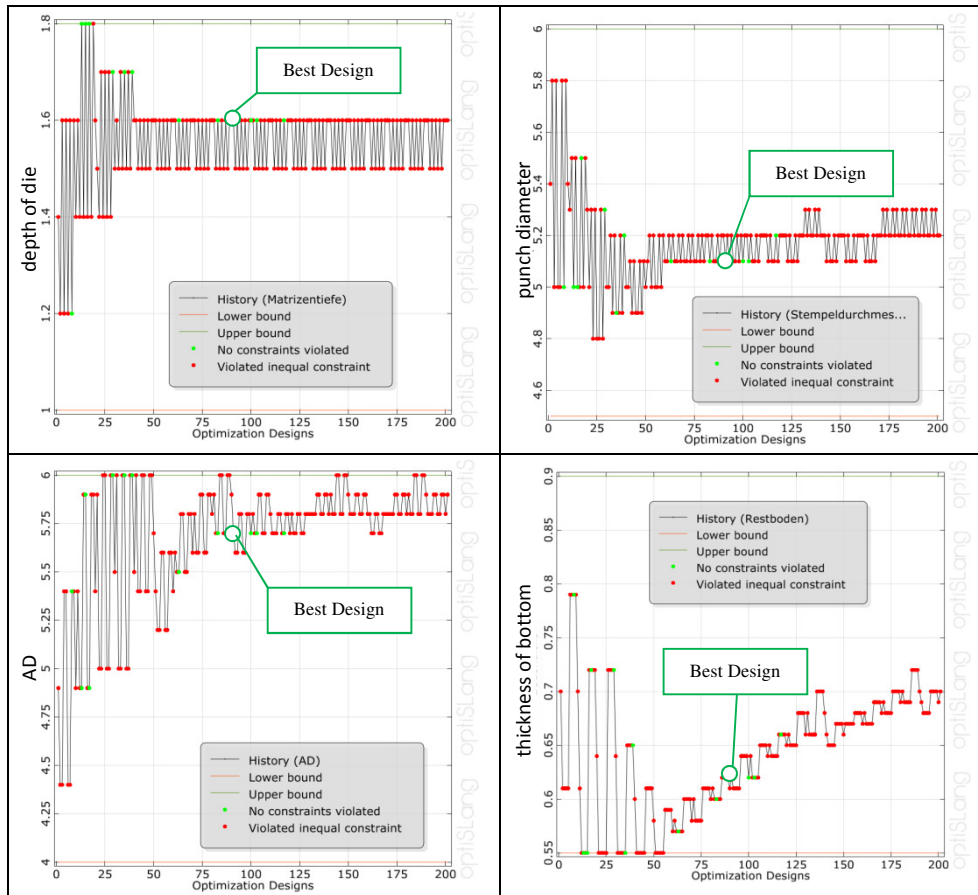 1.8
1.6
1.4
1.2
1
depth of die
Best Design
History (Matrizentiefe)
Lower bound
Upper bound
No constraints violated
Violated inequal constraint
0 25 50 75 100 125 150 175 200
Optimization Designs
optiSLang optiSLang optiSLang
6
5.8
5.6
5.4
5.2
5
4.8
4.6
punch diameter
Best Design
History (Stempeldurchmes...
Lower bound
Upper bound
No constraints violated
Violated inequal constraint
0 25 50 75 100 125 150 175 200
Optimization Designs
optiSLang optiSLang optiSLang
6
5.75
5.5
5.25
5
4.75
4.5
4.25
4
AD
Best Design
History (AD)
Lower bound
Upper bound
No constraints violated
Violated inequal constraint
0 25 50 75 100 125 150 175 200
Optimization Designs
optiSLang optiSLang optiSLang
0.9
0.85
0.8
0.75
0.7
0.65
0.6
0.55
thickness of bottom
History (Restboden)
Lower bound
Upper bound
No constraints violated
Violated inequal constraint
Best Design
0 25 50 75 100 125 150 175 200
Optimization Designs
optiSLang optiSLang optiSLang